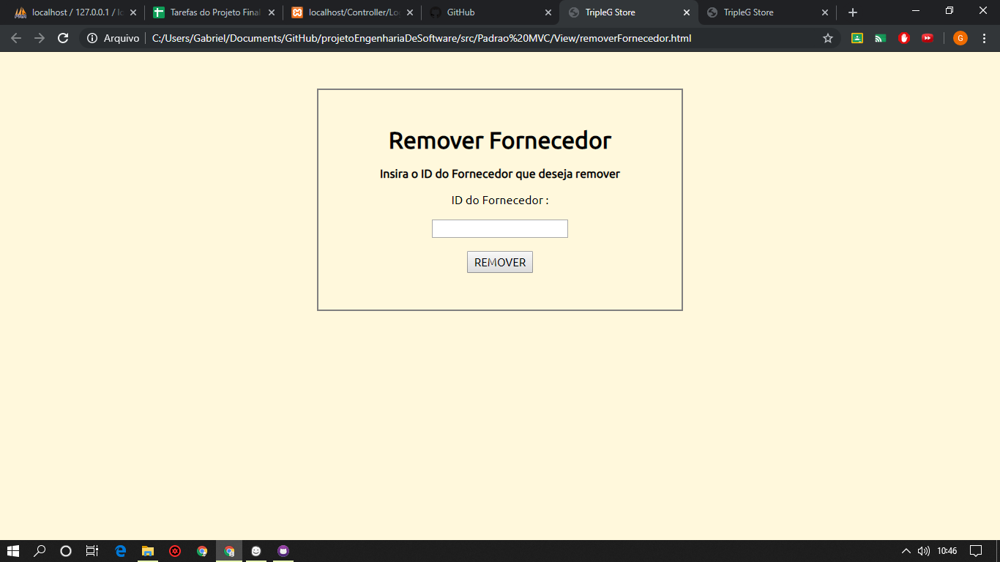 localhost / 127.0.0.1 / lo
Tarefas do Projeto Final
localhost/Controller/Lo
GitHub
TripleG Store
TripleG Store
Arquivo
C:/Users/Gabriel/Documents/GitHub/projetoEngenhariaDeSoftware/src/Padrao%20MVC/View/removerFornecedor.html
G
Remover Fornecedor
Insira o ID do Fornecedor que deseja remover
ID do Fornecedor :
REMOVER
10:46